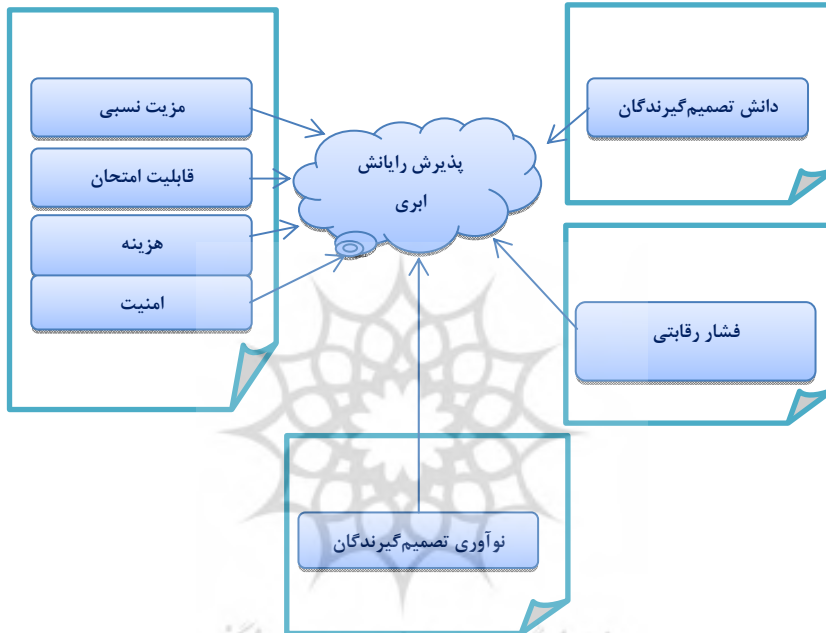 دانش تصمیم‌گیرندگان
مزیت نسبی
پذیرش رایانش
ابری
قابلیت امتحان
هزینه
امنیت
فشار رقابتی
نوآوری تصمیم‌گیرندگان